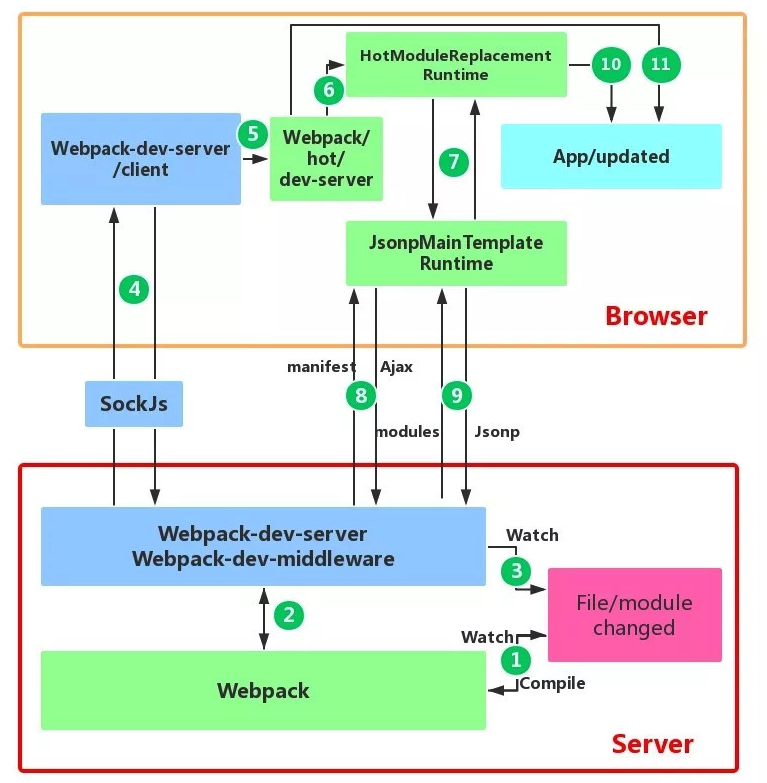 HotModuleReplacement
Runtime
10
11
6
5
Webpack-dev-server
/client
Webpack/
hot/
dev-server
7
App/updated
JsonpMainTemplate
Runtime
4
Browser
manifest
Ajax
8
9
SockJs
modules
Jsonp
Webpack-dev-server
Webpack-dev-middleware
Watch
3
File/module
changed
2
Watch
1
Compile
Webpack
Server